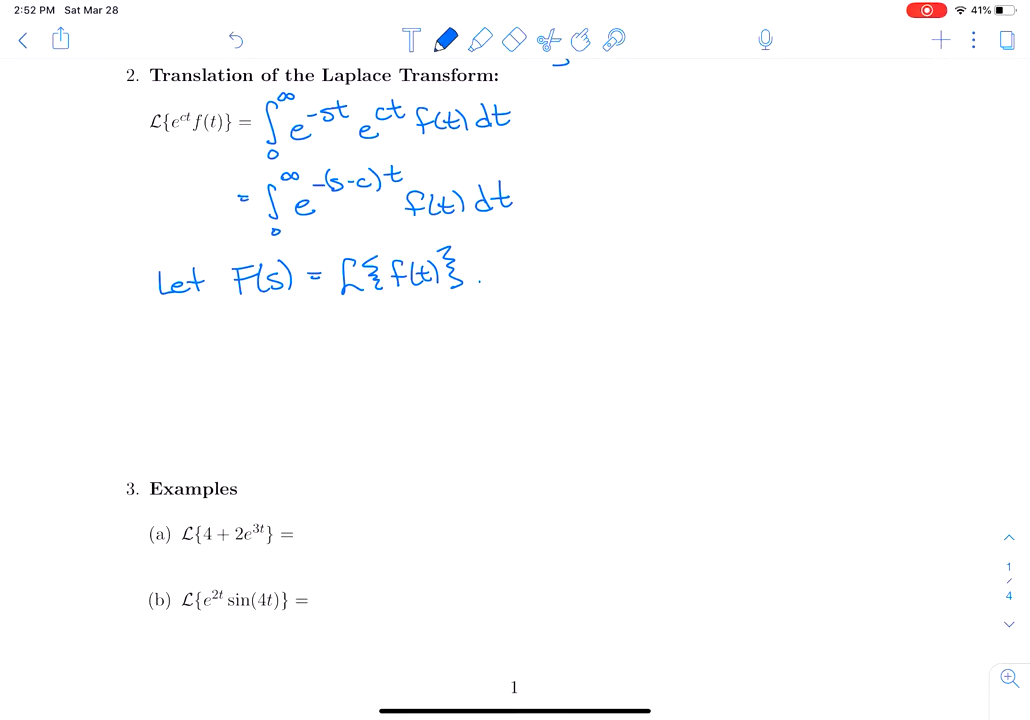 2:52 PM Sat Mar 28
41%
T
2. Translation of the Laplace Transform:
ℒ{e^{ct} f(t)} = ∫_0^∞ e^{-st} e^{ct} f(t) dt
= ∫_0^∞ e^{-(s-c)t} f(t) dt
Let F(s) = ℒ{f(t)}.
3. Examples
(a) ℒ{4 + 2e^{3t}} =
(b) ℒ{e^{2t} sin(4t)} =
1
/
4
1